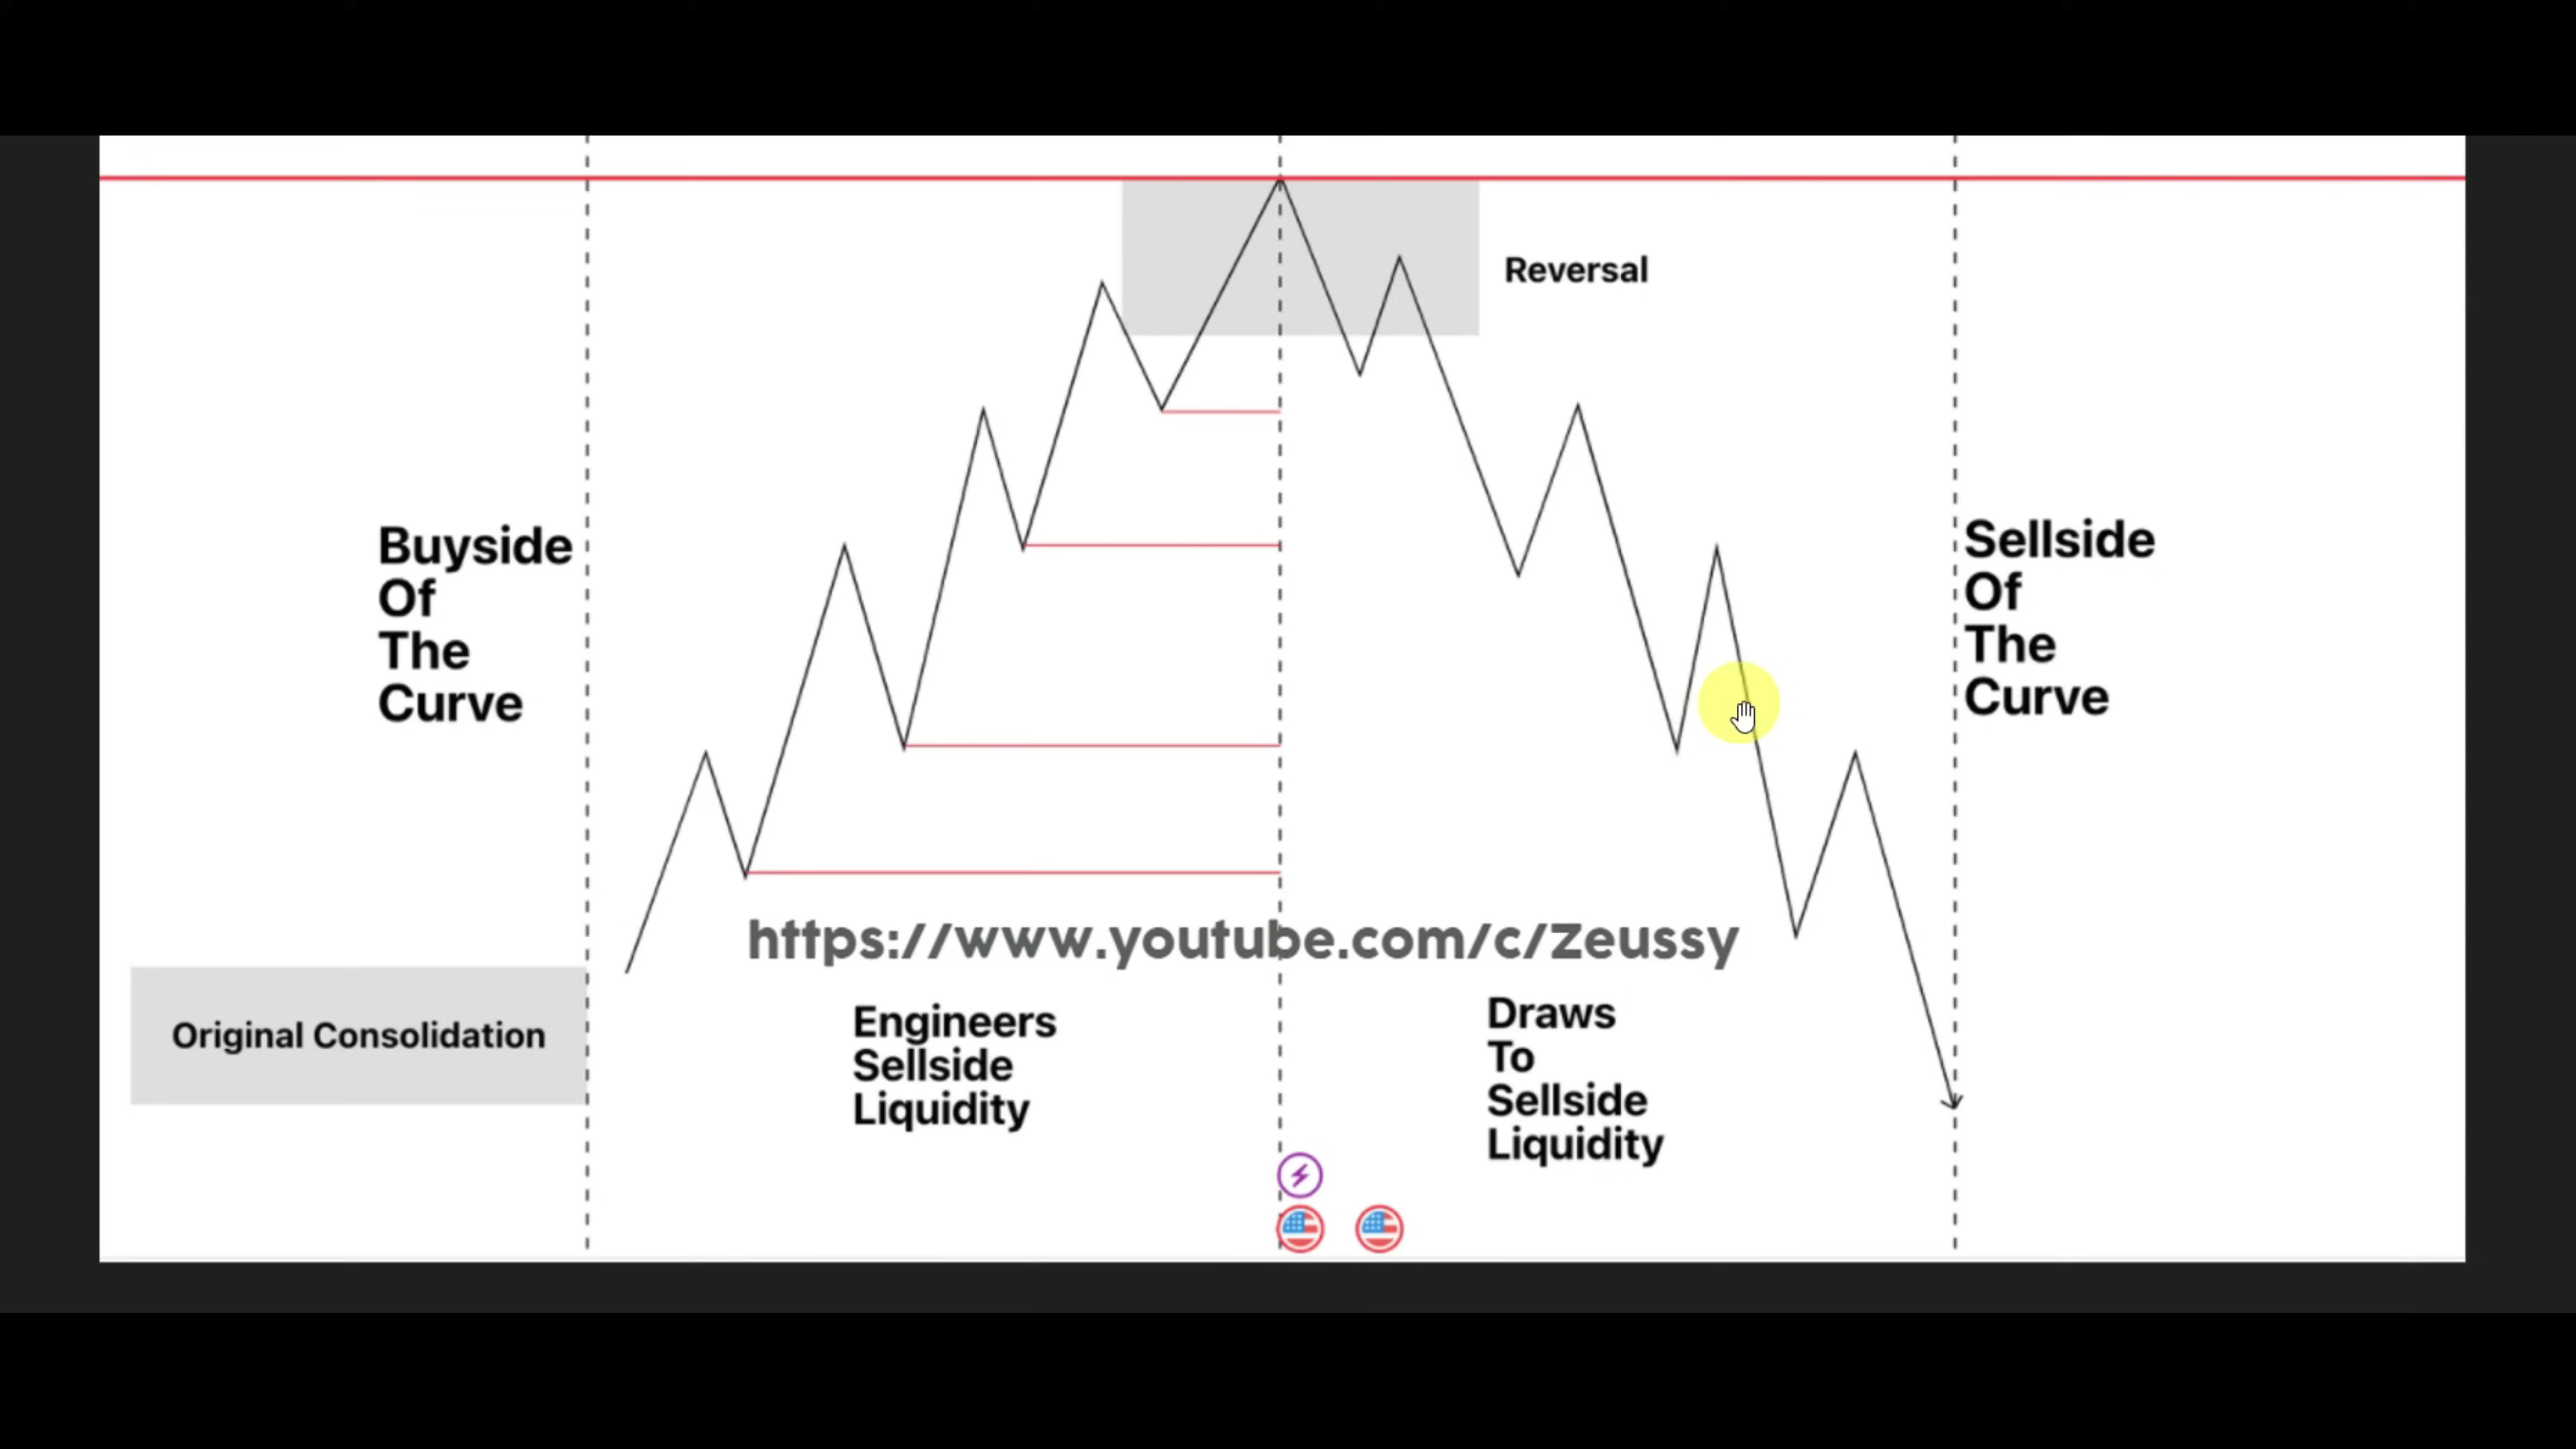 Reversal
Buyside
Of
The
Curve
Sellside
Of
The
Curve
https://www.youtube.com/c/zeussy
Original Consolidation
Engineers
Sellside
Liquidity
Draws
To
Sellside
Liquidity